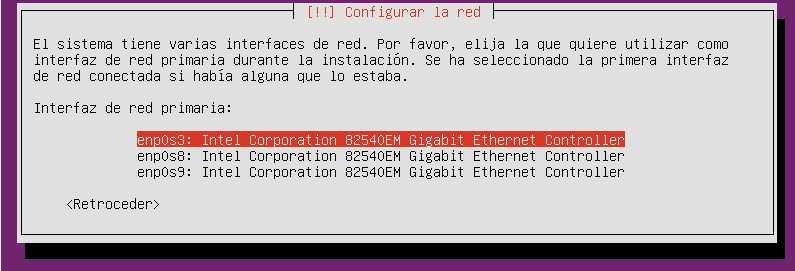 [!!] Configurar la red
El sistema tiene varias interfaces de red. Por favor, elija la que quiere utilizar como
interfaz de red primaria durante la instalación. Se ha seleccionado la primera interfaz
de red conectada si había alguna que lo estaba.
Interfaz de red primaria:
enp0s3: Intel Corporation 82540EM Gigabit Ethernet Controller
enp0s8: Intel Corporation 82540EM Gigabit Ethernet Controller
enp0s9: Intel Corporation 82540EM Gigabit Ethernet Controller
<Retroceder>